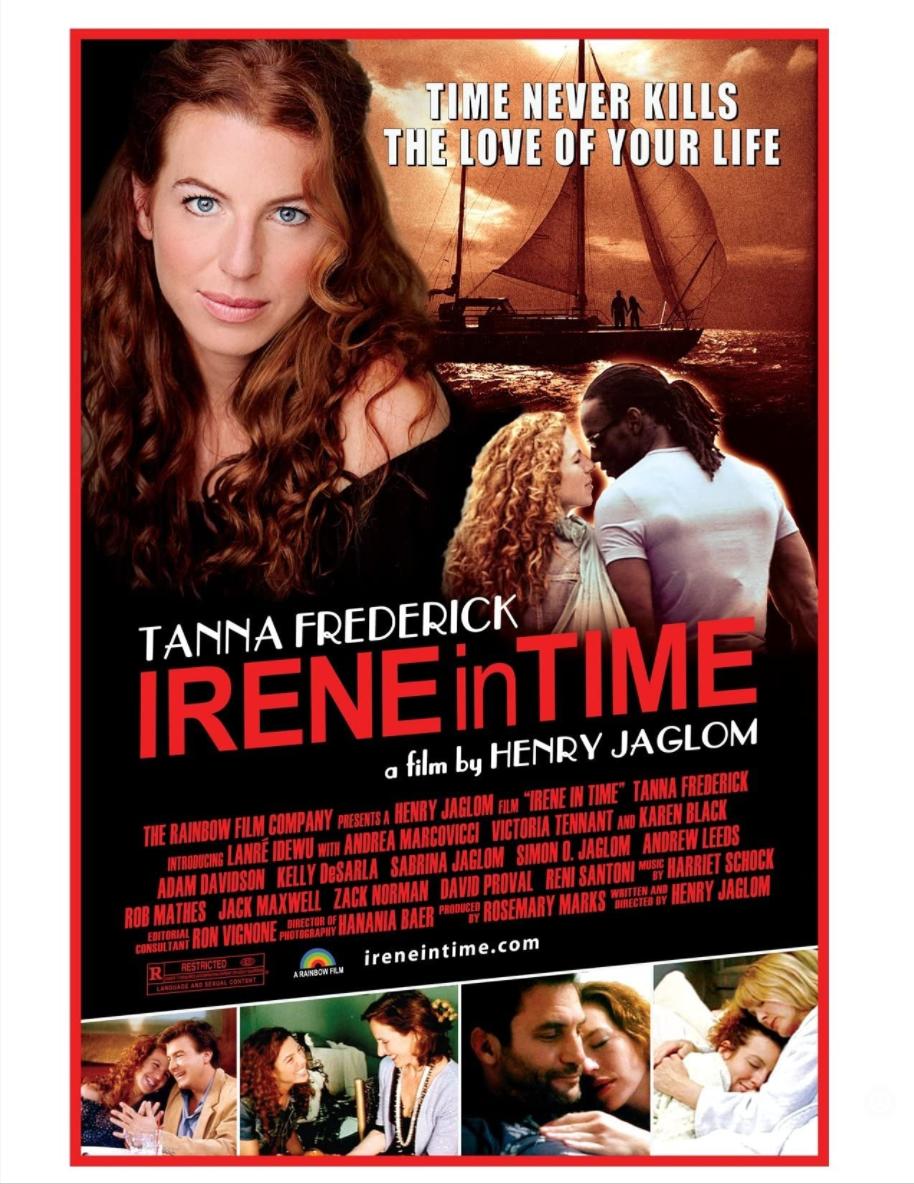 TIME NEVER KILLS
THE LOVE OF YOUR LIFE
TANNA FREDERICK
IRENE in TIME
a film by HENRY JAGLOM
THE RAINBOW FILM COMPANY PRESENTS A HENRY JAGLOM FILM "IRENE IN TIME" TANNA FREDERICK
INTRODUCING LANRÉ IDEWU WITH ANDREA MARCOVICCI VICTORIA TENNANT AND KAREN BLACK
ADAM DAVIDSON KELLY DeSARLA SABRINA JAGLOM SIMON O. JAGLOM ANDREW LEEDS
ROB MATHES JACK MAXWELL ZACK NORMAN DAVID PROVAL RENI SANTONI MUSIC BY HARRIET SCHOCK
EDITORIAL CONSULTANT RON VIGNONE DIRECTOR OF PHOTOGRAPHY HANANIA BAER PRODUCED BY ROSEMARY MARKS WRITTEN AND DIRECTED BY HENRY JAGLOM
R RESTRICTED
LANGUAGE AND SEXUAL CONTENT
A RAINBOW FILM
ireneintime.com